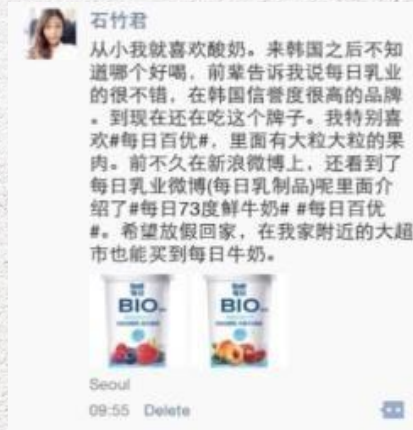 石竹君
从小我就喜欢酸奶。来韩国之后不知
道哪个好喝，前辈告诉我说每日乳业
的很不错，在韩国信誉度很高的品牌
。到现在还在吃这个牌子。我特别喜
欢#每日百优#，里面有大粒大粒的果
肉。前不久在新浪微博上，还看到了
每日乳业微博(每日乳制品)呢里面介
绍了#每日73度鲜牛奶# #每日百优
#。希望放假回家，在我家附近的大超
市也能买到每日牛奶。
BIO
BIO
Seoul
09:55 Delete